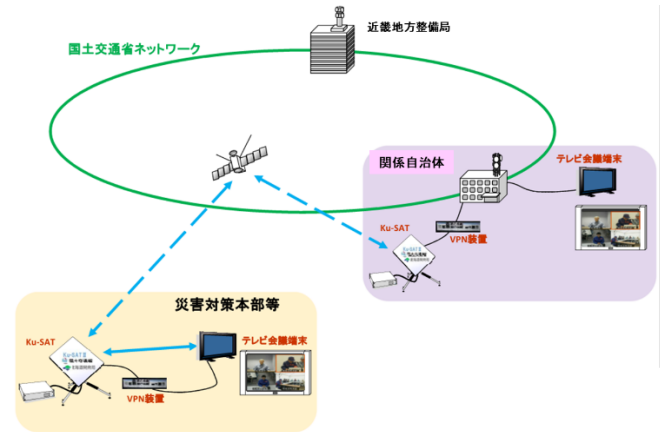 近畿地方整備局
国土交通省ネットワーク
関係自治体
テレビ会議端末
Ku-SAT
VPN装置
災害対策本部等
Ku-SAT
テレビ会議端末
Ku-SATⅡ
VPN装置